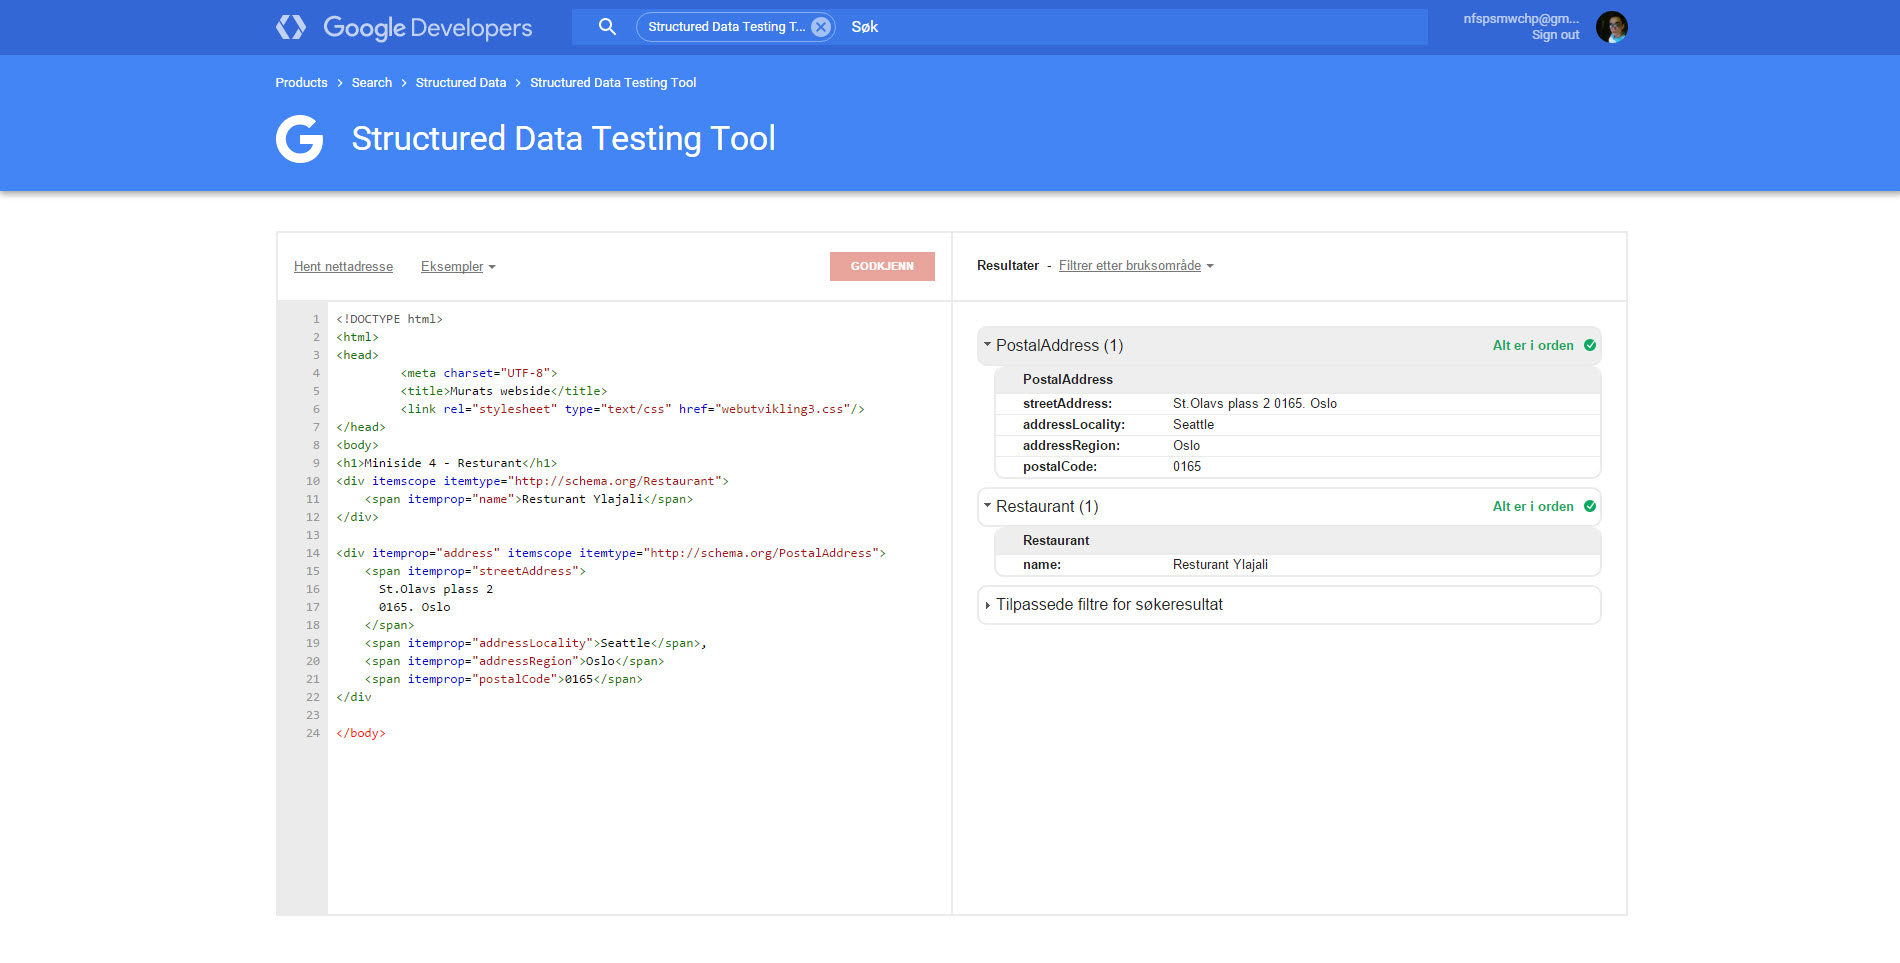 Google Developers
Structured Data Testing T...
Søk
nfspsmwchp@gm...
Sign out
Products > Search > Structured Data > Structured Data Testing Tool
G Structured Data Testing Tool
Hent nettadresse Eksempler GODKJENN
1 <!DOCTYPE html>
2 <html>
3 <head>
4 <meta charset="UTF-8">
5 <title>Murats webside</title>
6 <link rel="stylesheet" type="text/css" href="webutvikling3.css"/>
7 </head>
8 <body>
9 <h1>Miniside 4 - Resturant</h1>
10 <div itemscope itemtype="http://schema.org/Restaurant">
11 <span itemprop="name">Resturant Ylajali</span>
12 </div>
13
14 <div itemprop="address" itemscope itemtype="http://schema.org/PostalAddress">
15 <span itemprop="streetAddress">
16 St.Olavs plass 2
17 0165. Oslo
18 </span>
19 <span itemprop="addressLocality">Seattle</span>,
20 <span itemprop="addressRegion">Oslo</span>
21 <span itemprop="postalCode">0165</span>
22 </div
23
24 </body>
Resultater - Filtrer etter bruksområde
PostalAddress (1) Alt er i orden
PostalAddress
streetAddress: St.Olavs plass 2 0165. Oslo
addressLocality: Seattle
addressRegion: Oslo
postalCode: 0165
Restaurant (1) Alt er i orden
Restaurant
name: Resturant Ylajali
Tilpassede filtre for søkeresultat